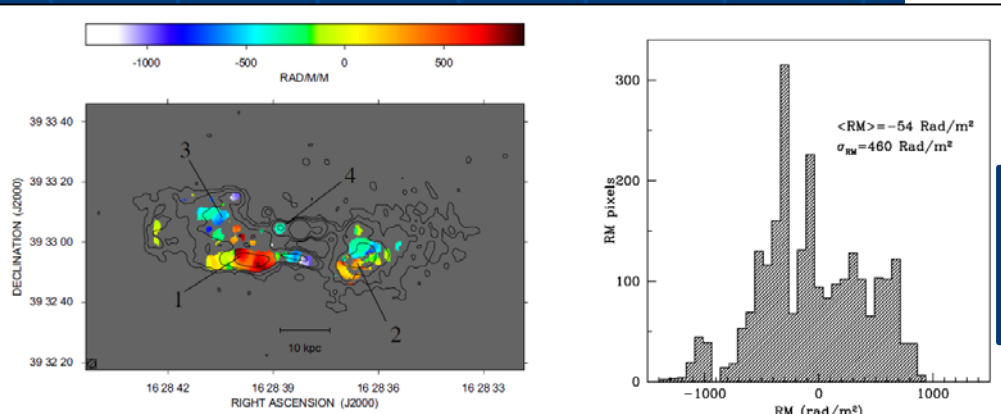 -1000 -500 0 500
RAD/M/M
39 33 40
33 20
33 00
32 40
39 32 20
DECLINATION (J2000)
3
4
1
2
10 kpc
16 28 42 16 28 39 16 28 36 16 28 33
RIGHT ASCENSION (J2000)
300
200
100
0
RM pixels
<RM>=-54 Rad/m²
σRM=460 Rad/m²
-1000 0 1000
RM (rad/m²)